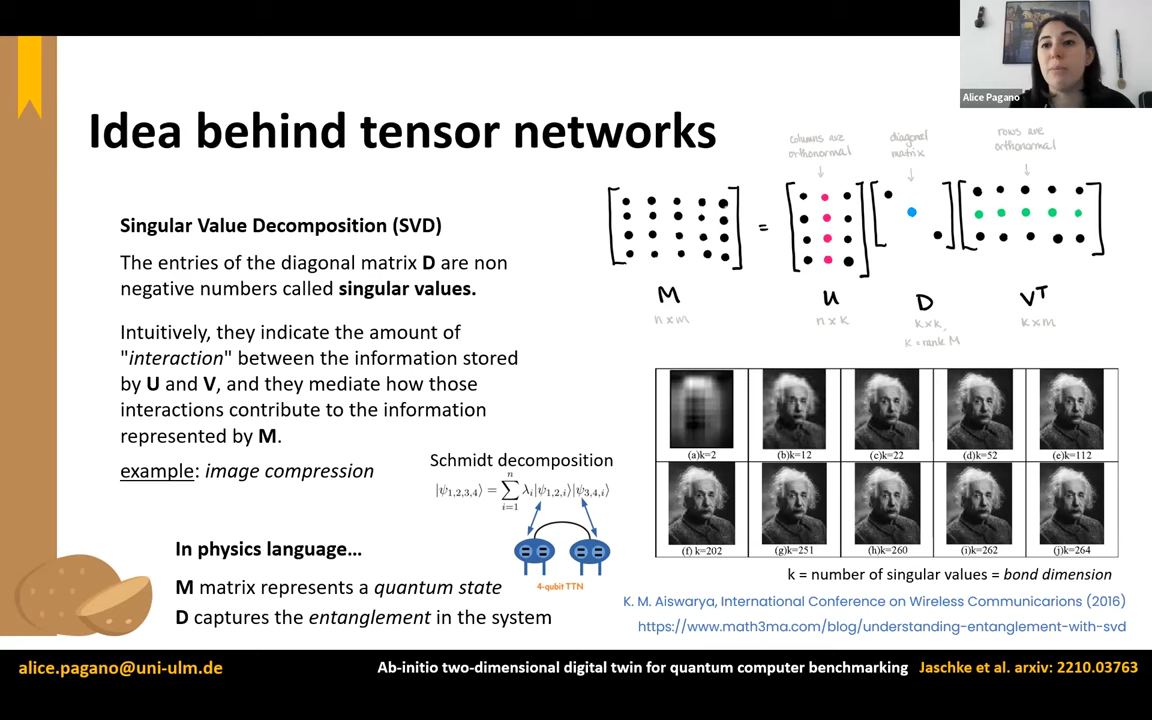 Alice Pagano
Idea behind tensor networks
columns are
orthonormal
diagonal
matrix
rows are
orthonormal
=
M
n×m
U
n×k
D
k×k,
k = rank M
V^T
k×m
Singular Value Decomposition (SVD)
The entries of the diagonal matrix D are non
negative numbers called singular values.
Intuitively, they indicate the amount of
"interaction" between the information stored
by U and V, and they mediate how those
interactions contribute to the information
represented by M.
example: image compression
Schmidt decomposition
|ψ1,2,3,4⟩ = ∑_{i=1}^{n} λi|ψ1,2,i⟩|ψ3,4,i⟩
4-qubit TTN
In physics language...
M matrix represents a quantum state
D captures the entanglement in the system
(a)k=2
(b)k=12
(c)k=22
(d)k=52
(e)k=112
(f) k=202
(g)k=251
(h)k=260
(i)k=262
(j)k=264
k = number of singular values = bond dimension
K. M. Aiswarya, International Conference on Wireless Communicarions (2016)
https://www.math3ma.com/blog/understanding-entanglement-with-svd
alice.pagano@uni-ulm.de
Ab-initio two-dimensional digital twin for quantum computer benchmarking
Jaschke et al. arxiv: 2210.03763